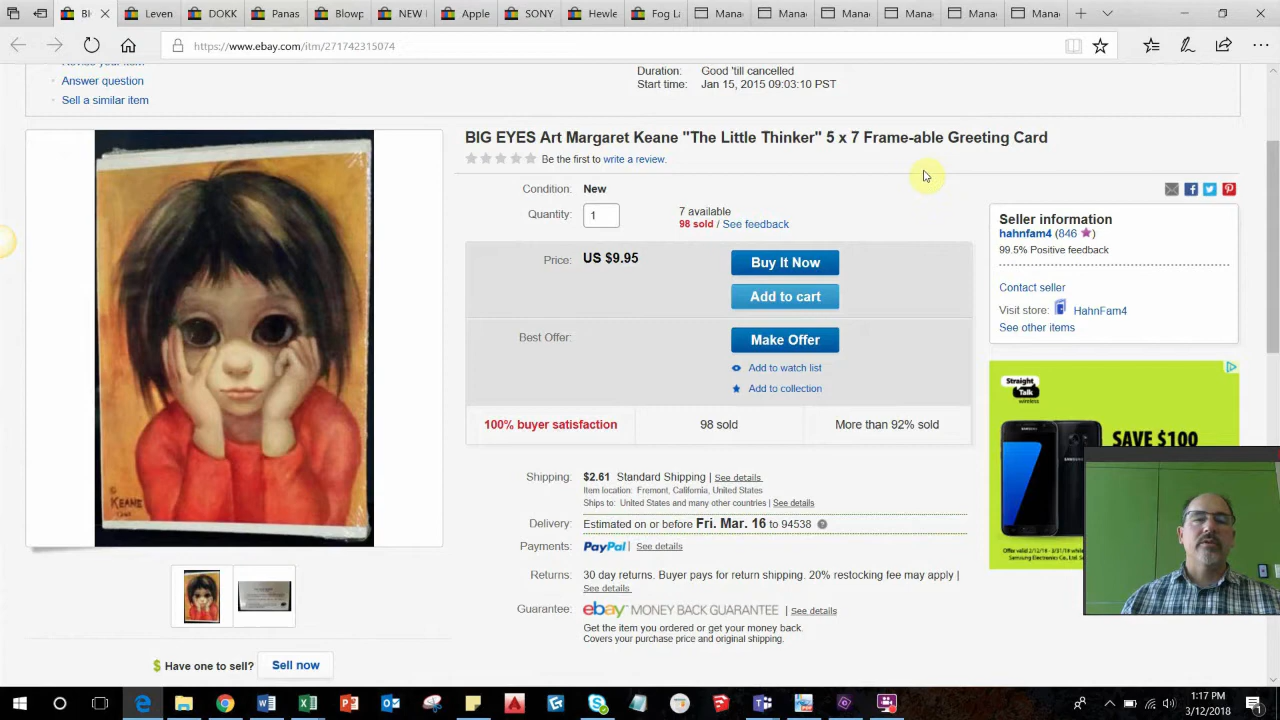 Bl
Leven
DOKK
Panas
Blowp
NEW I
Apple
SONY
Hewle
Fog La
Mana
Mana
Mana
Mana
Mana
Mana
https://www.ebay.com/itm/271742315074
Answer question
Sell a similar item
Duration: Good 'till cancelled
Start time: Jan 15, 2015 09:03:10 PST
BIG EYES Art Margaret Keane "The Little Thinker" 5 x 7 Frame-able Greeting Card
Be the first to write a review.
Condition: New
Quantity: 1
7 available
98 sold / See feedback
Price: US $9.95
Buy It Now
Add to cart
Best Offer:
Make Offer
Add to watch list
Add to collection
100% buyer satisfaction
98 sold
More than 92% sold
Shipping: $2.61 Standard Shipping | See details
Item location: Fremont, California, United States
Ships to: United States and many other countries | See details
Delivery: Estimated on or before Fri. Mar. 16 to 94538
Payments: PayPal | See details
Returns: 30 day returns. Buyer pays for return shipping. 20% restocking fee may apply |
See details
Guarantee: ebay MONEY BACK GUARANTEE | See details
Get the item you ordered or get your money back.
Covers your purchase price and original shipping.
Seller information
hahnfam4 (846)
99.5% Positive feedback
Contact seller
Visit store: HahnFam4
See other items
Straight
Talk
wireless
SAVE $100
KEANE
Have one to sell? Sell now
1:17 PM
3/12/2018